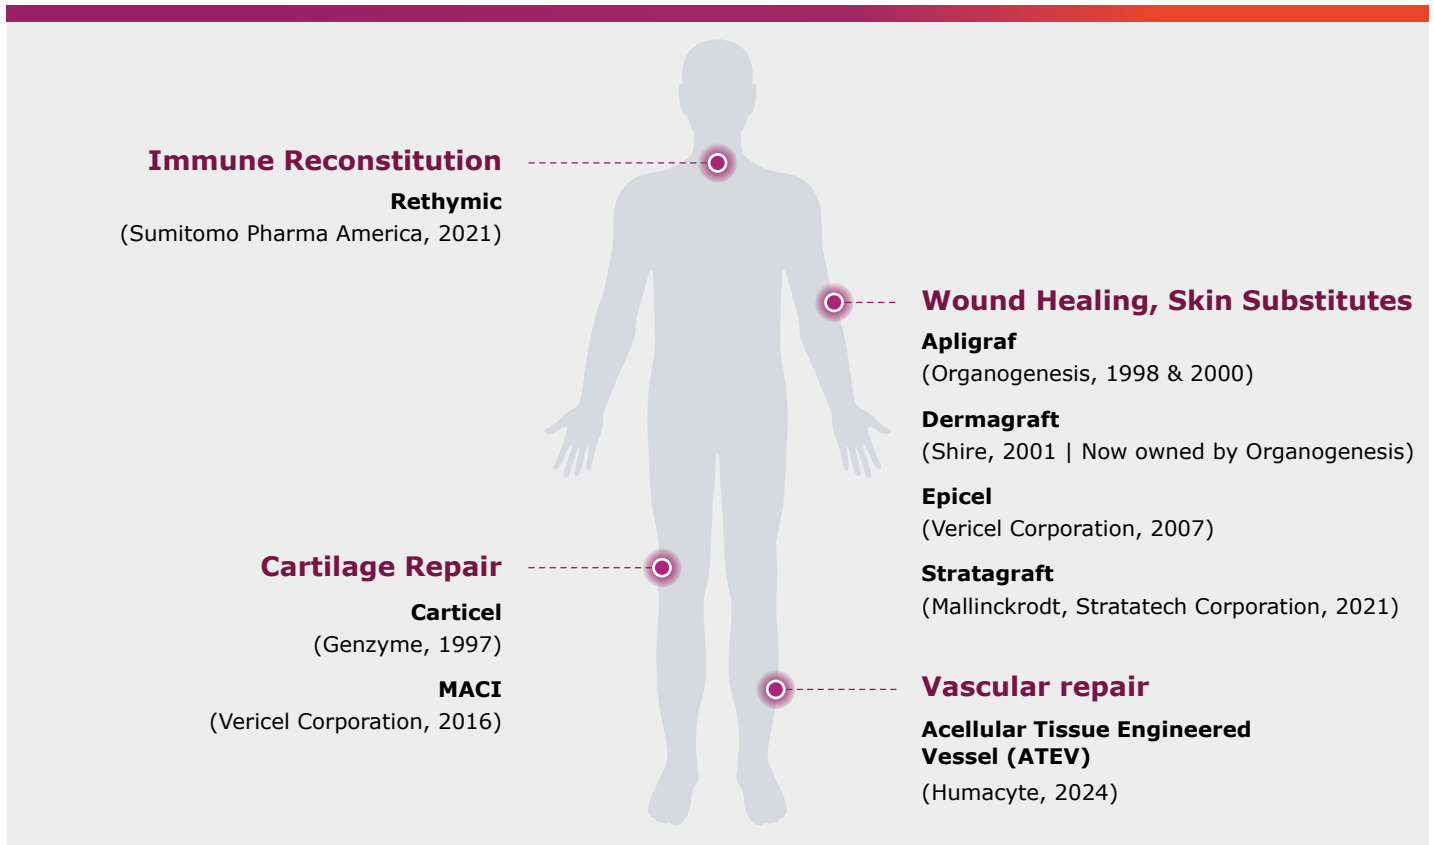 Immune Reconstitution
Rethymic
(Sumitomo Pharma America, 2021)
Wound Healing, Skin Substitutes
Apligraf
(Organogenesis, 1998 & 2000)
Dermagraft
(Shire, 2001 | Now owned by Organogenesis)
Epicel
(Vericel Corporation, 2007)
Stratagraft
(Mallinckrodt, Stratatech Corporation, 2021)
Cartilage Repair
Carticel
(Genzyme, 1997)
MACI
(Vericel Corporation, 2016)
Vascular repair
Acellular Tissue Engineered
Vessel (ATEV)
(Humacyte, 2024)